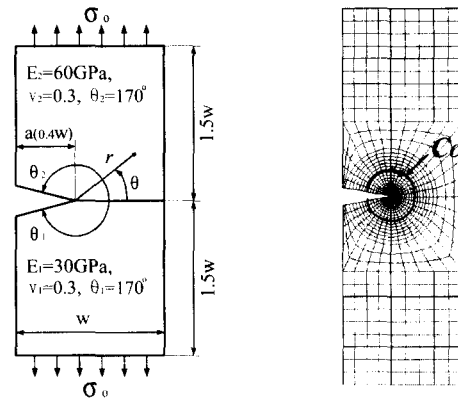 σ₀
E₂=60GPa,
ν₂=0.3, θ₂=170°
a(0.4w)
r
θ₂
θ
θ₁
E₁=30GPa,
ν₁=0.3, θ₁=170°
w
σ₀
1.5w
1.5w